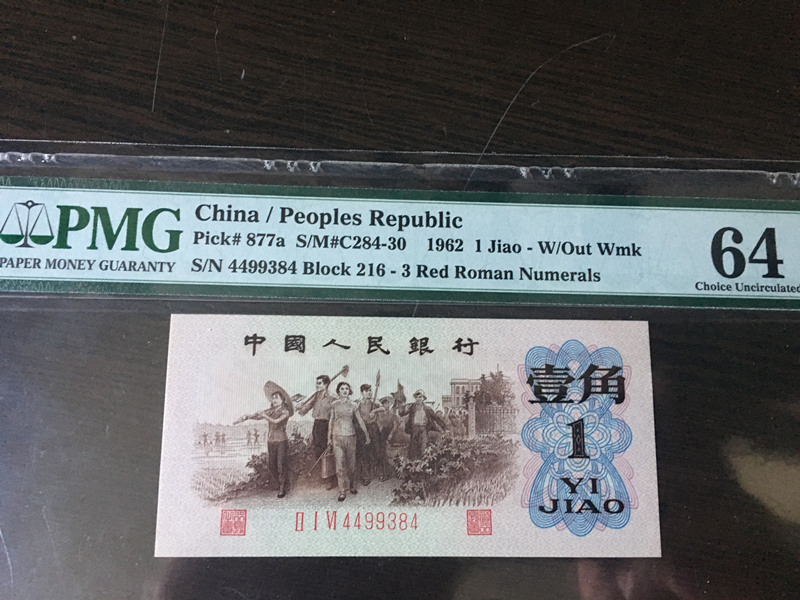 PMG
PAPER MONEY GUARANTY
China / Peoples Republic
Pick# 877a S/M#C284-30 1962 1 Jiao - W/Out Wmk
S/N 4499384 Block 216 - 3 Red Roman Numerals
64
Choice Uncirculated
中國人民銀行
壹角
1
YI
JIAO
II I VI 4499384